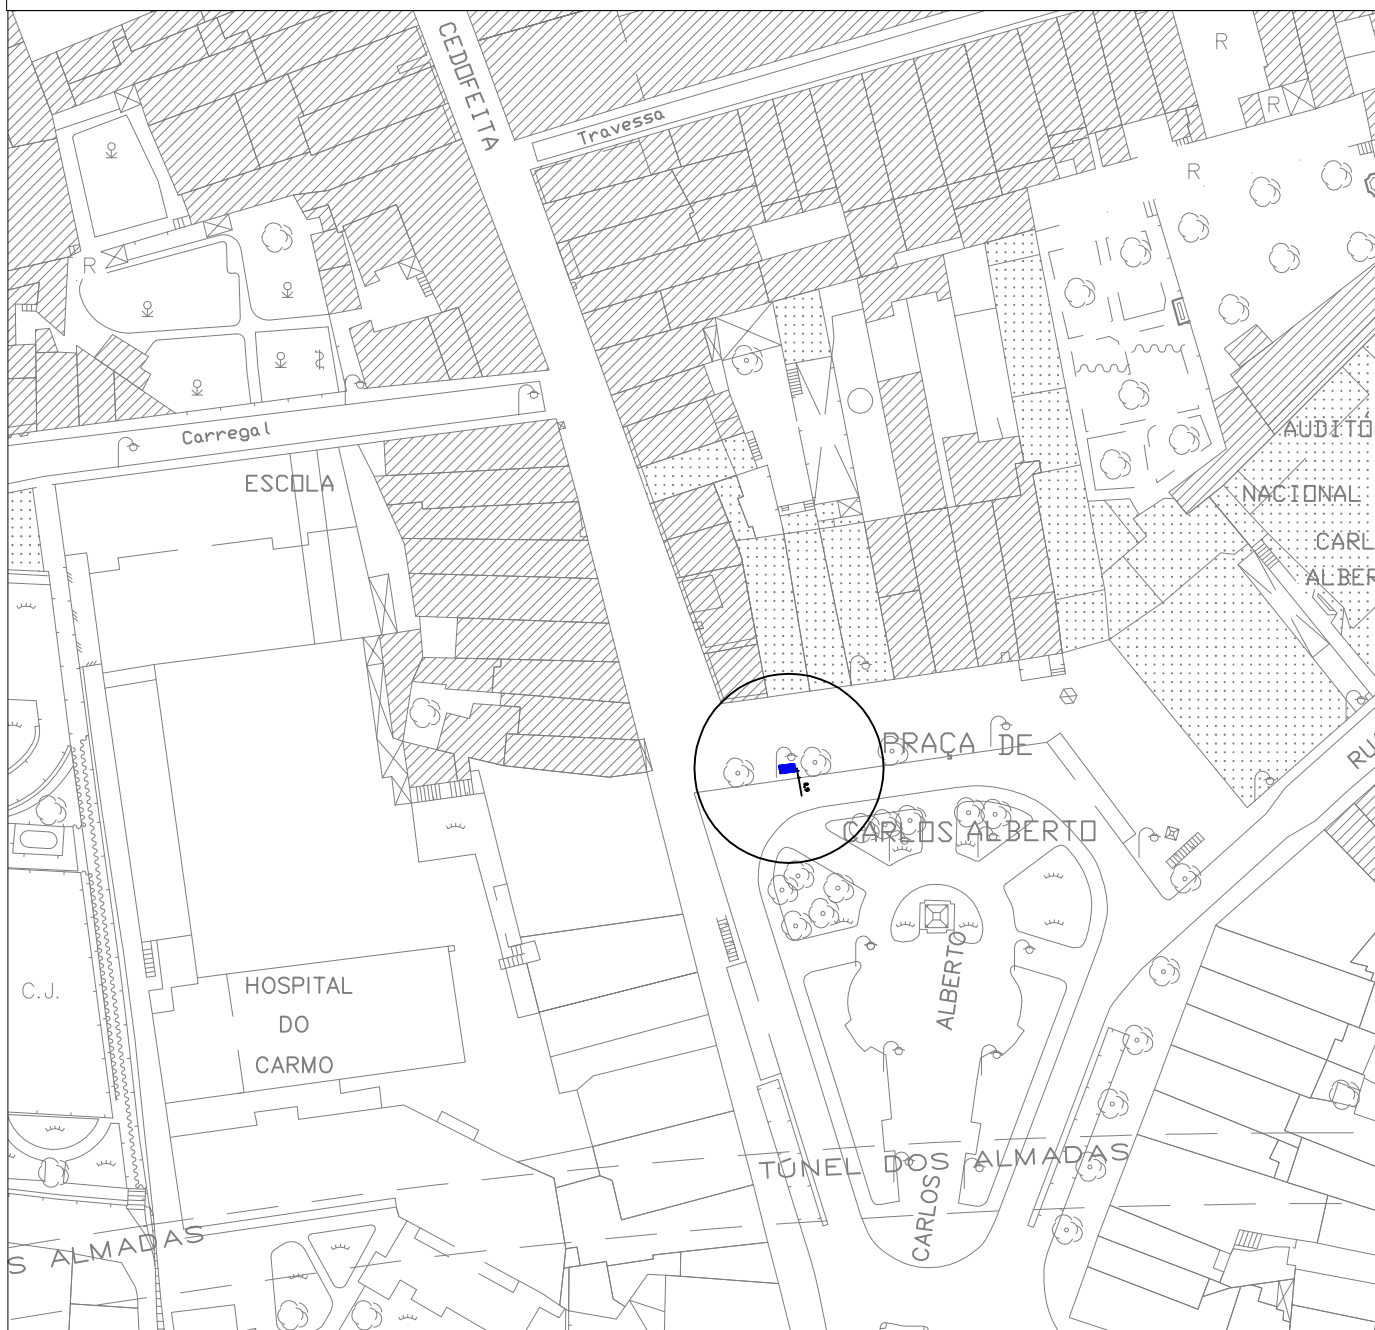 CEDOFEITA
Travessa
R
R
R
R
Carregal
ESCOLA
AUDITÓ
NACIONAL
CARL
ALBER
PRAÇA DE
RU
CARLOS ALBERTO
ALBERTO
CARLOS
C.J.
HOSPITAL
DO
CARMO
TÚNEL DOS ALMADAS
S ALMADAS